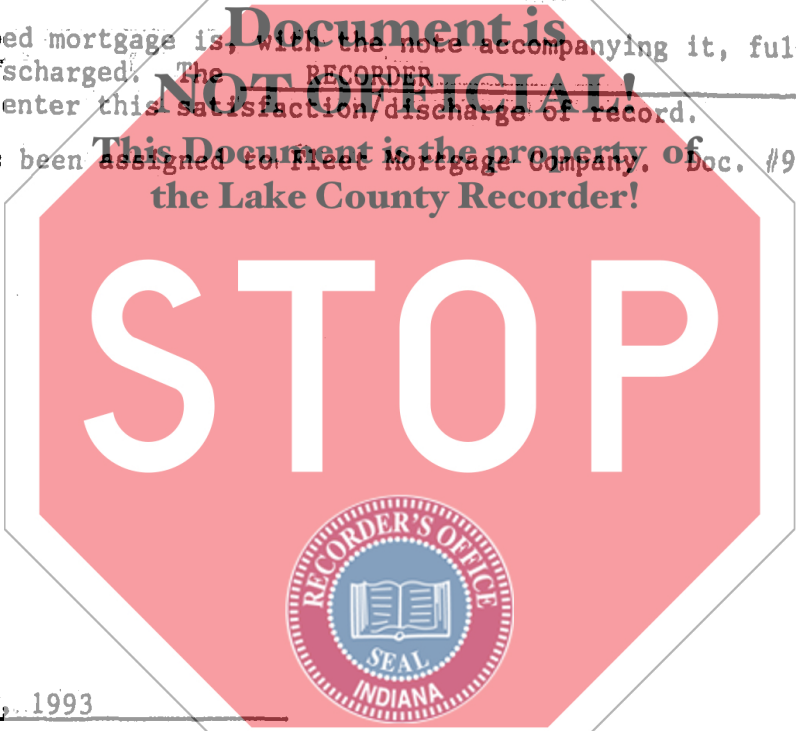 ed mortgage is, with the note accompanying it, ful
scharged. The RECORDER
enter this satisfaction/discharge of record.
been assigned to Fleet Mortgage Company. Doc. #9
Document is
NOT OFFICIAL!
This Document is the property of
the Lake County Recorder!
STOP
RECORDER'S OFFICE
SEAL
INDIANA
, 1993